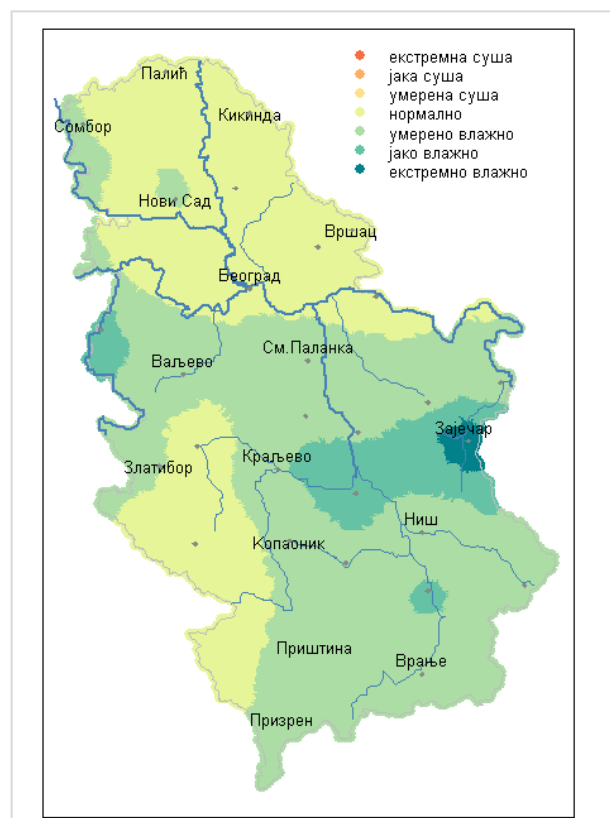 екстремна суша
јака суша
умерена суша
нормално
умерено влажно
јако влажно
екстремно влажно
Палић
Кикинда
Сомбор
Нови Сад
Вршац
Београд
См.Паланка
Ваљево
Зајечар
Златибор
Краљево
Ниш
Копаоник
Приштина
Врање
Призрен